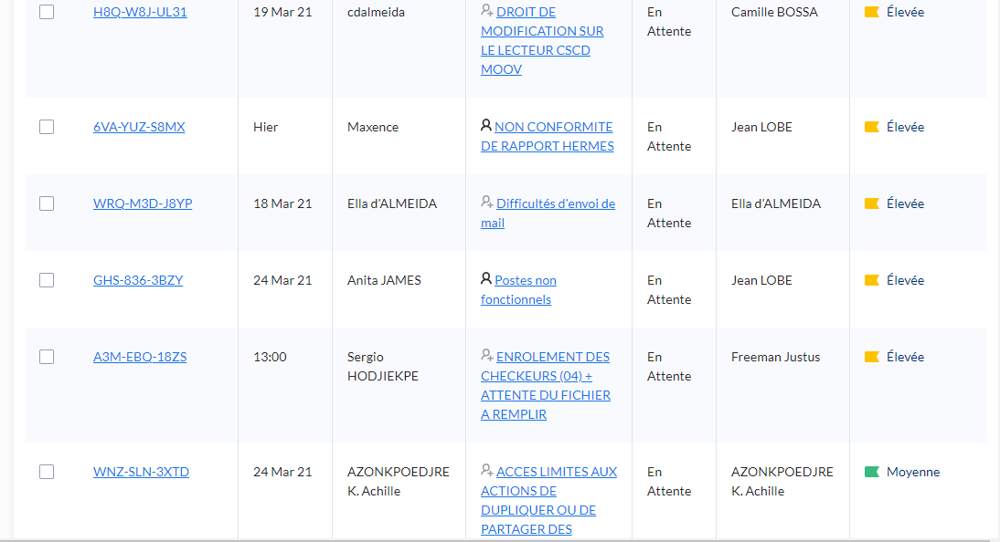 H8Q-W8J-UL31 19 Mar 21 cdalmeida DROIT DE En Camille BOSSA Élevée
MODIFICATION SUR Attente
LE LECTEUR CSCD
MOOV
6VA-YUZ-S8MX Hier Maxence NON CONFORMITE En Jean LOBE Élevée
DE RAPPORT HERMES Attente
WRQ-M3D-J8YP 18 Mar 21 Ella d'ALMEIDA Difficultés d'envoi de En Ella d'ALMEIDA Élevée
mail Attente
GHS-836-3BZY 24 Mar 21 Anita JAMES Postes non En Jean LOBE Élevée
fonctionnels Attente
A3M-EBQ-18ZS 13:00 Sergio ENROLEMENT DES En Freeman Justus Élevée
HODJIEKPE CHECKEURS (04) + Attente
ATTENTE DU FICHIER
A REMPLIR
WNZ-SLN-3XTD 24 Mar 21 AZONKPOEDJRE ACCES LIMITES AUX En AZONKPOEDJRE Moyenne
K. Achille ACTIONS DE Attente K. Achille
DUPLIQUER OU DE
PARTAGER DES